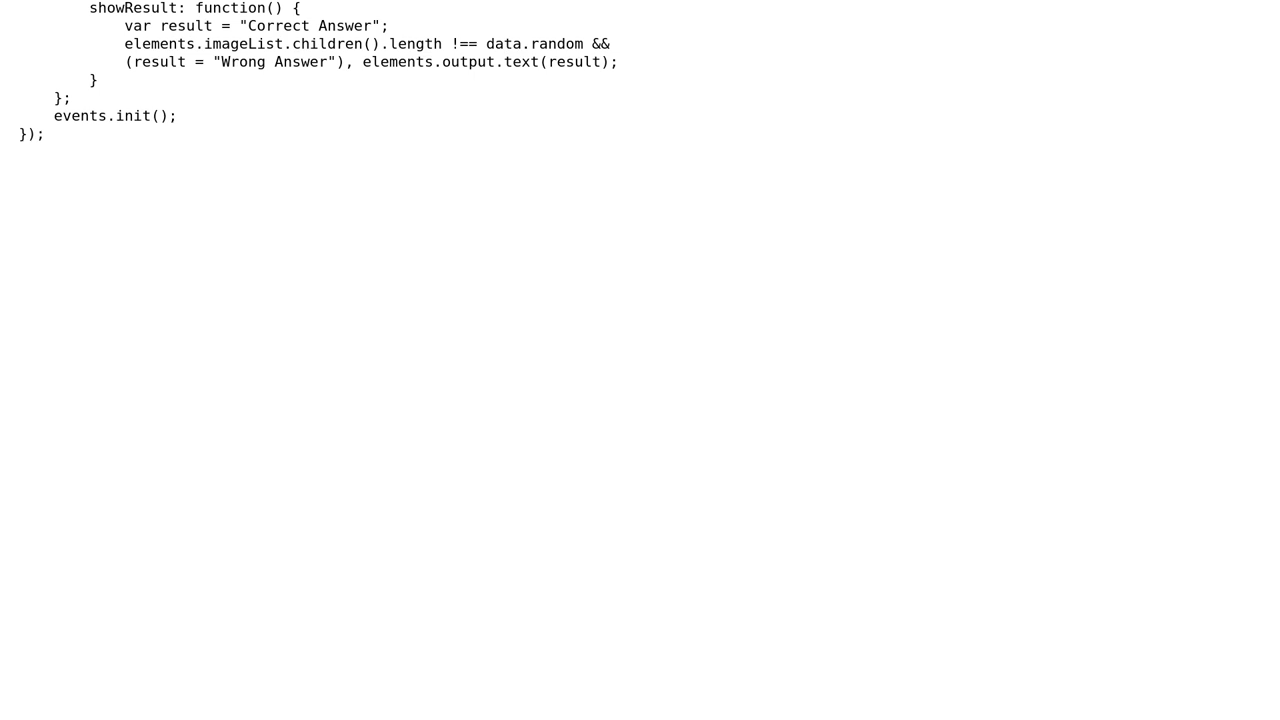 showResult: function() {
            var result = "Correct Answer";
            elements.imageList.children().length !== data.random &&
            (result = "Wrong Answer"), elements.output.text(result);
        }
    };
    events.init();
});